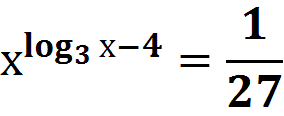 x^{log₃ x−4} = 1/27